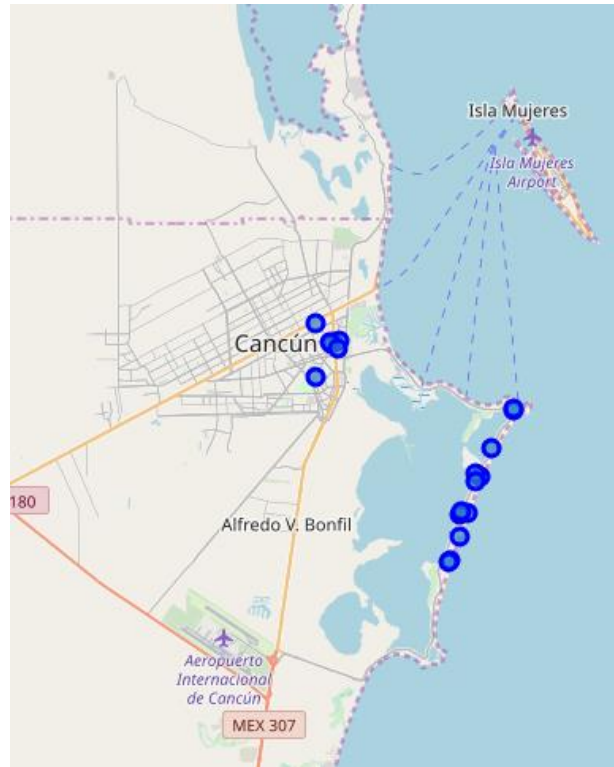 Isla Mujeres
Isla Mujeres
Airport
Cancún
180
Alfredo V. Bonfil
Aeropuerto
Internacional
de Cancún
MEX 307